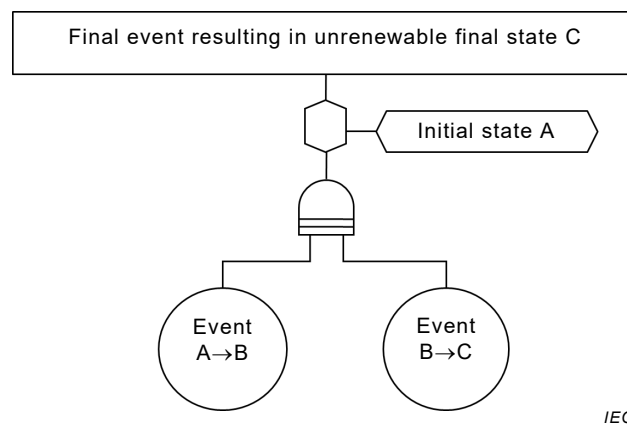 Final event resulting in unrenewable final state C
Initial state A
Event
A→B
Event
B→C
IEC